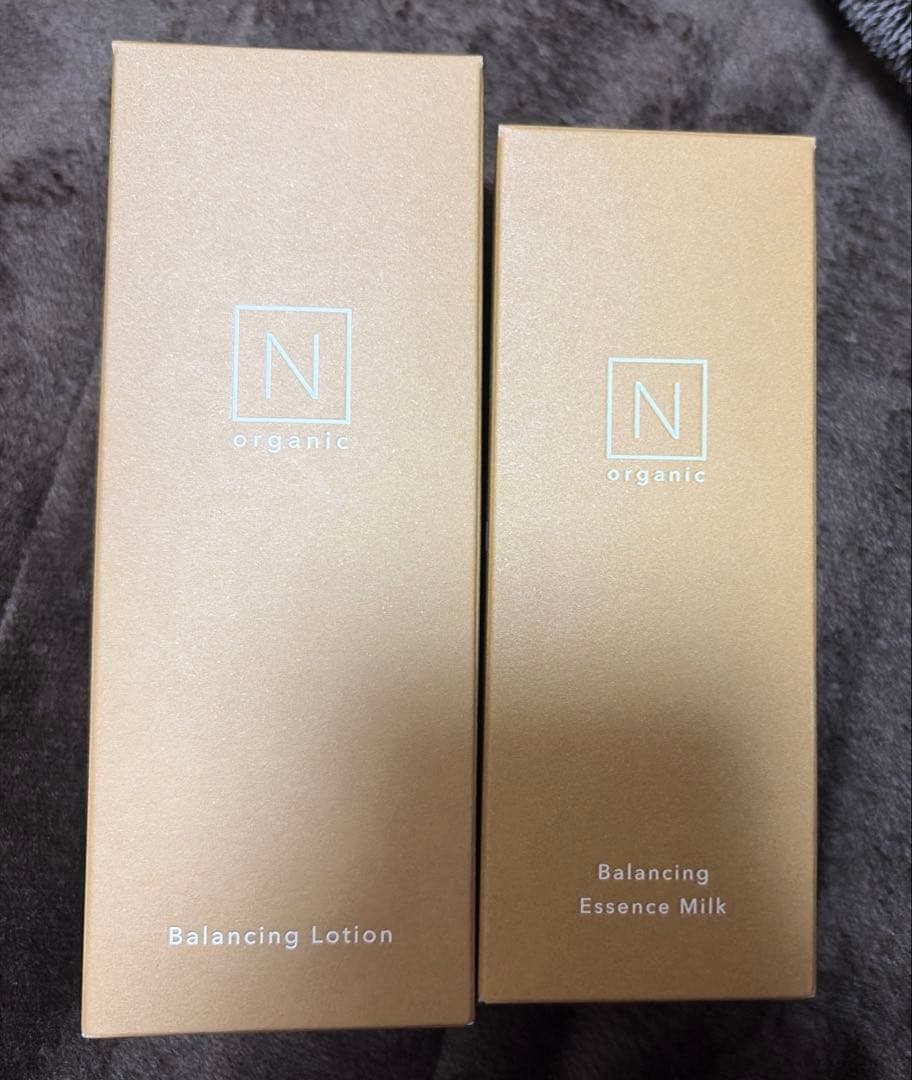 N
organic
Balancing Lotion
N
organic
Balancing
Essence Milk